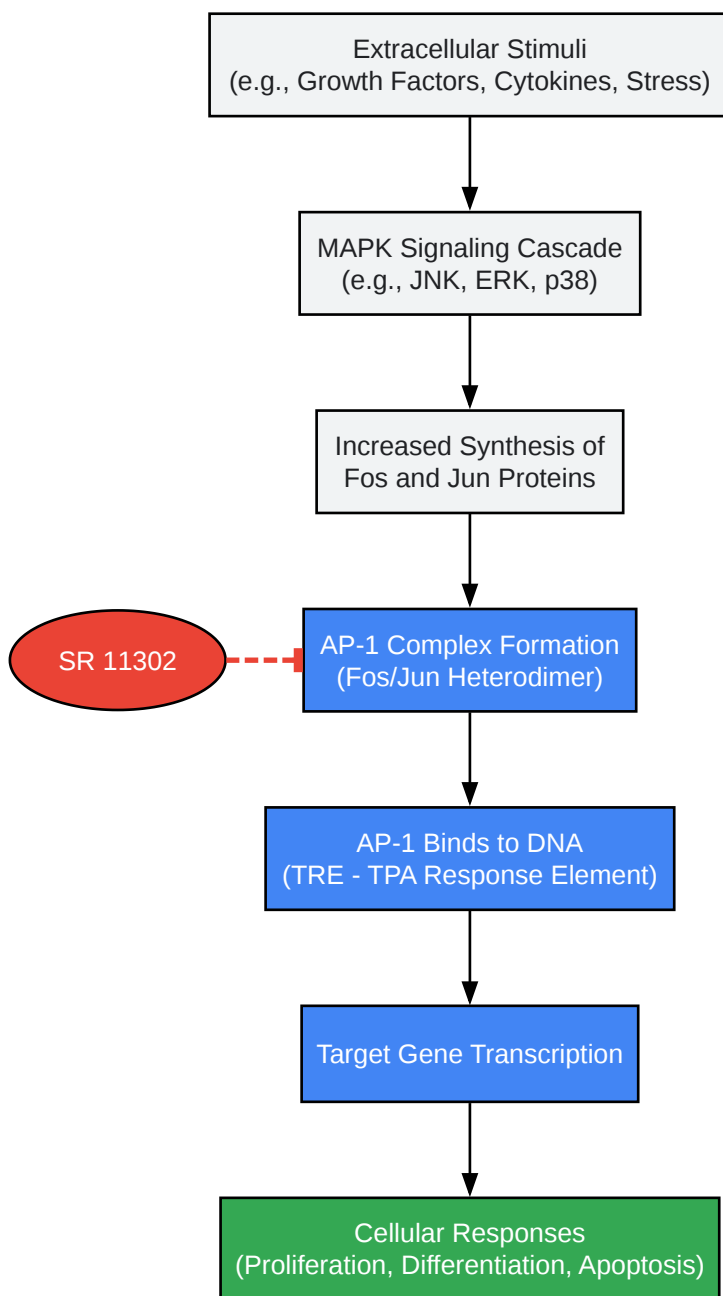 Extracellular Stimuli
(e.g., Growth Factors, Cytokines, Stress)
MAPK Signaling Cascade
(e.g., JNK, ERK, p38)
Increased Synthesis of
Fos and Jun Proteins
SR 11302
AP-1 Complex Formation
(Fos/Jun Heterodimer)
AP-1 Binds to DNA
(TRE - TPA Response Element)
Target Gene Transcription
Cellular Responses
(Proliferation, Differentiation, Apoptosis)